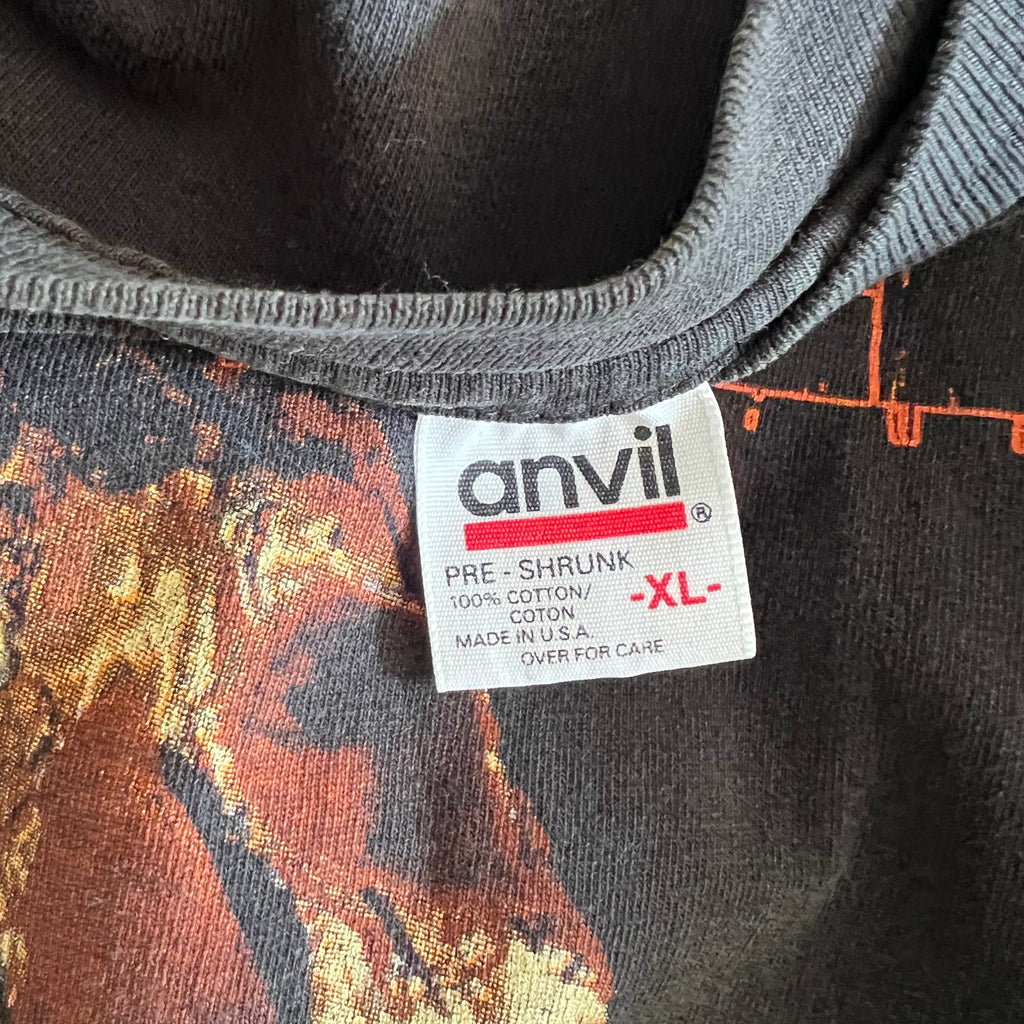 anvil®
PRE - SHRUNK
100% COTTON/
COTON
-XL-
MADE IN U.S.A.
OVER FOR CARE